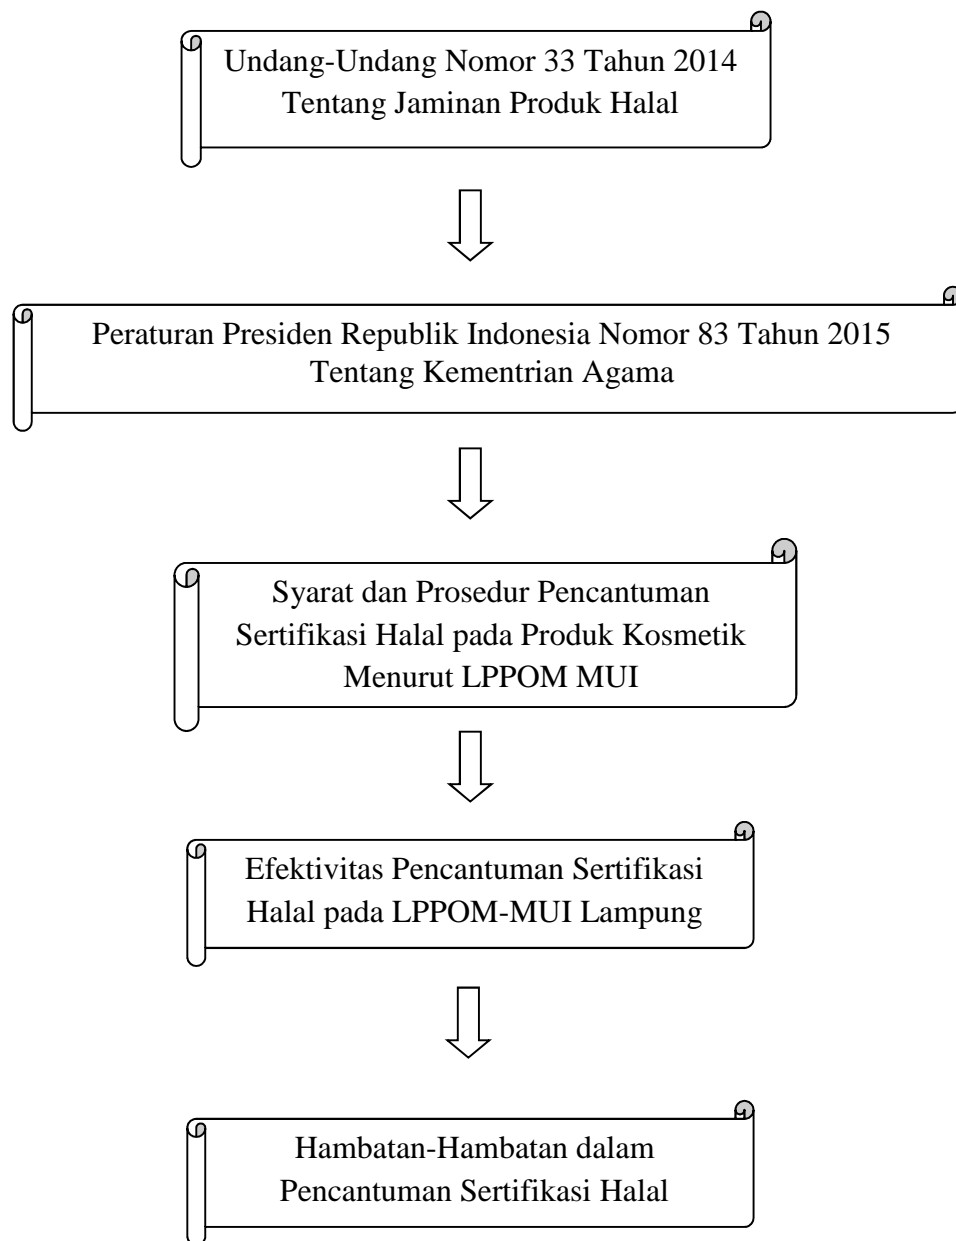 Undang-Undang Nomor 33 Tahun 2014
Tentang Jaminan Produk Halal
Peraturan Presiden Republik Indonesia Nomor 83 Tahun 2015
Tentang Kementrian Agama
Syarat dan Prosedur Pencantuman
Sertifikasi Halal pada Produk Kosmetik
Menurut LPPOM MUI
Efektivitas Pencantuman Sertifikasi
Halal pada LPPOM-MUI Lampung
Hambatan-Hambatan dalam
Pencantuman Sertifikasi Halal